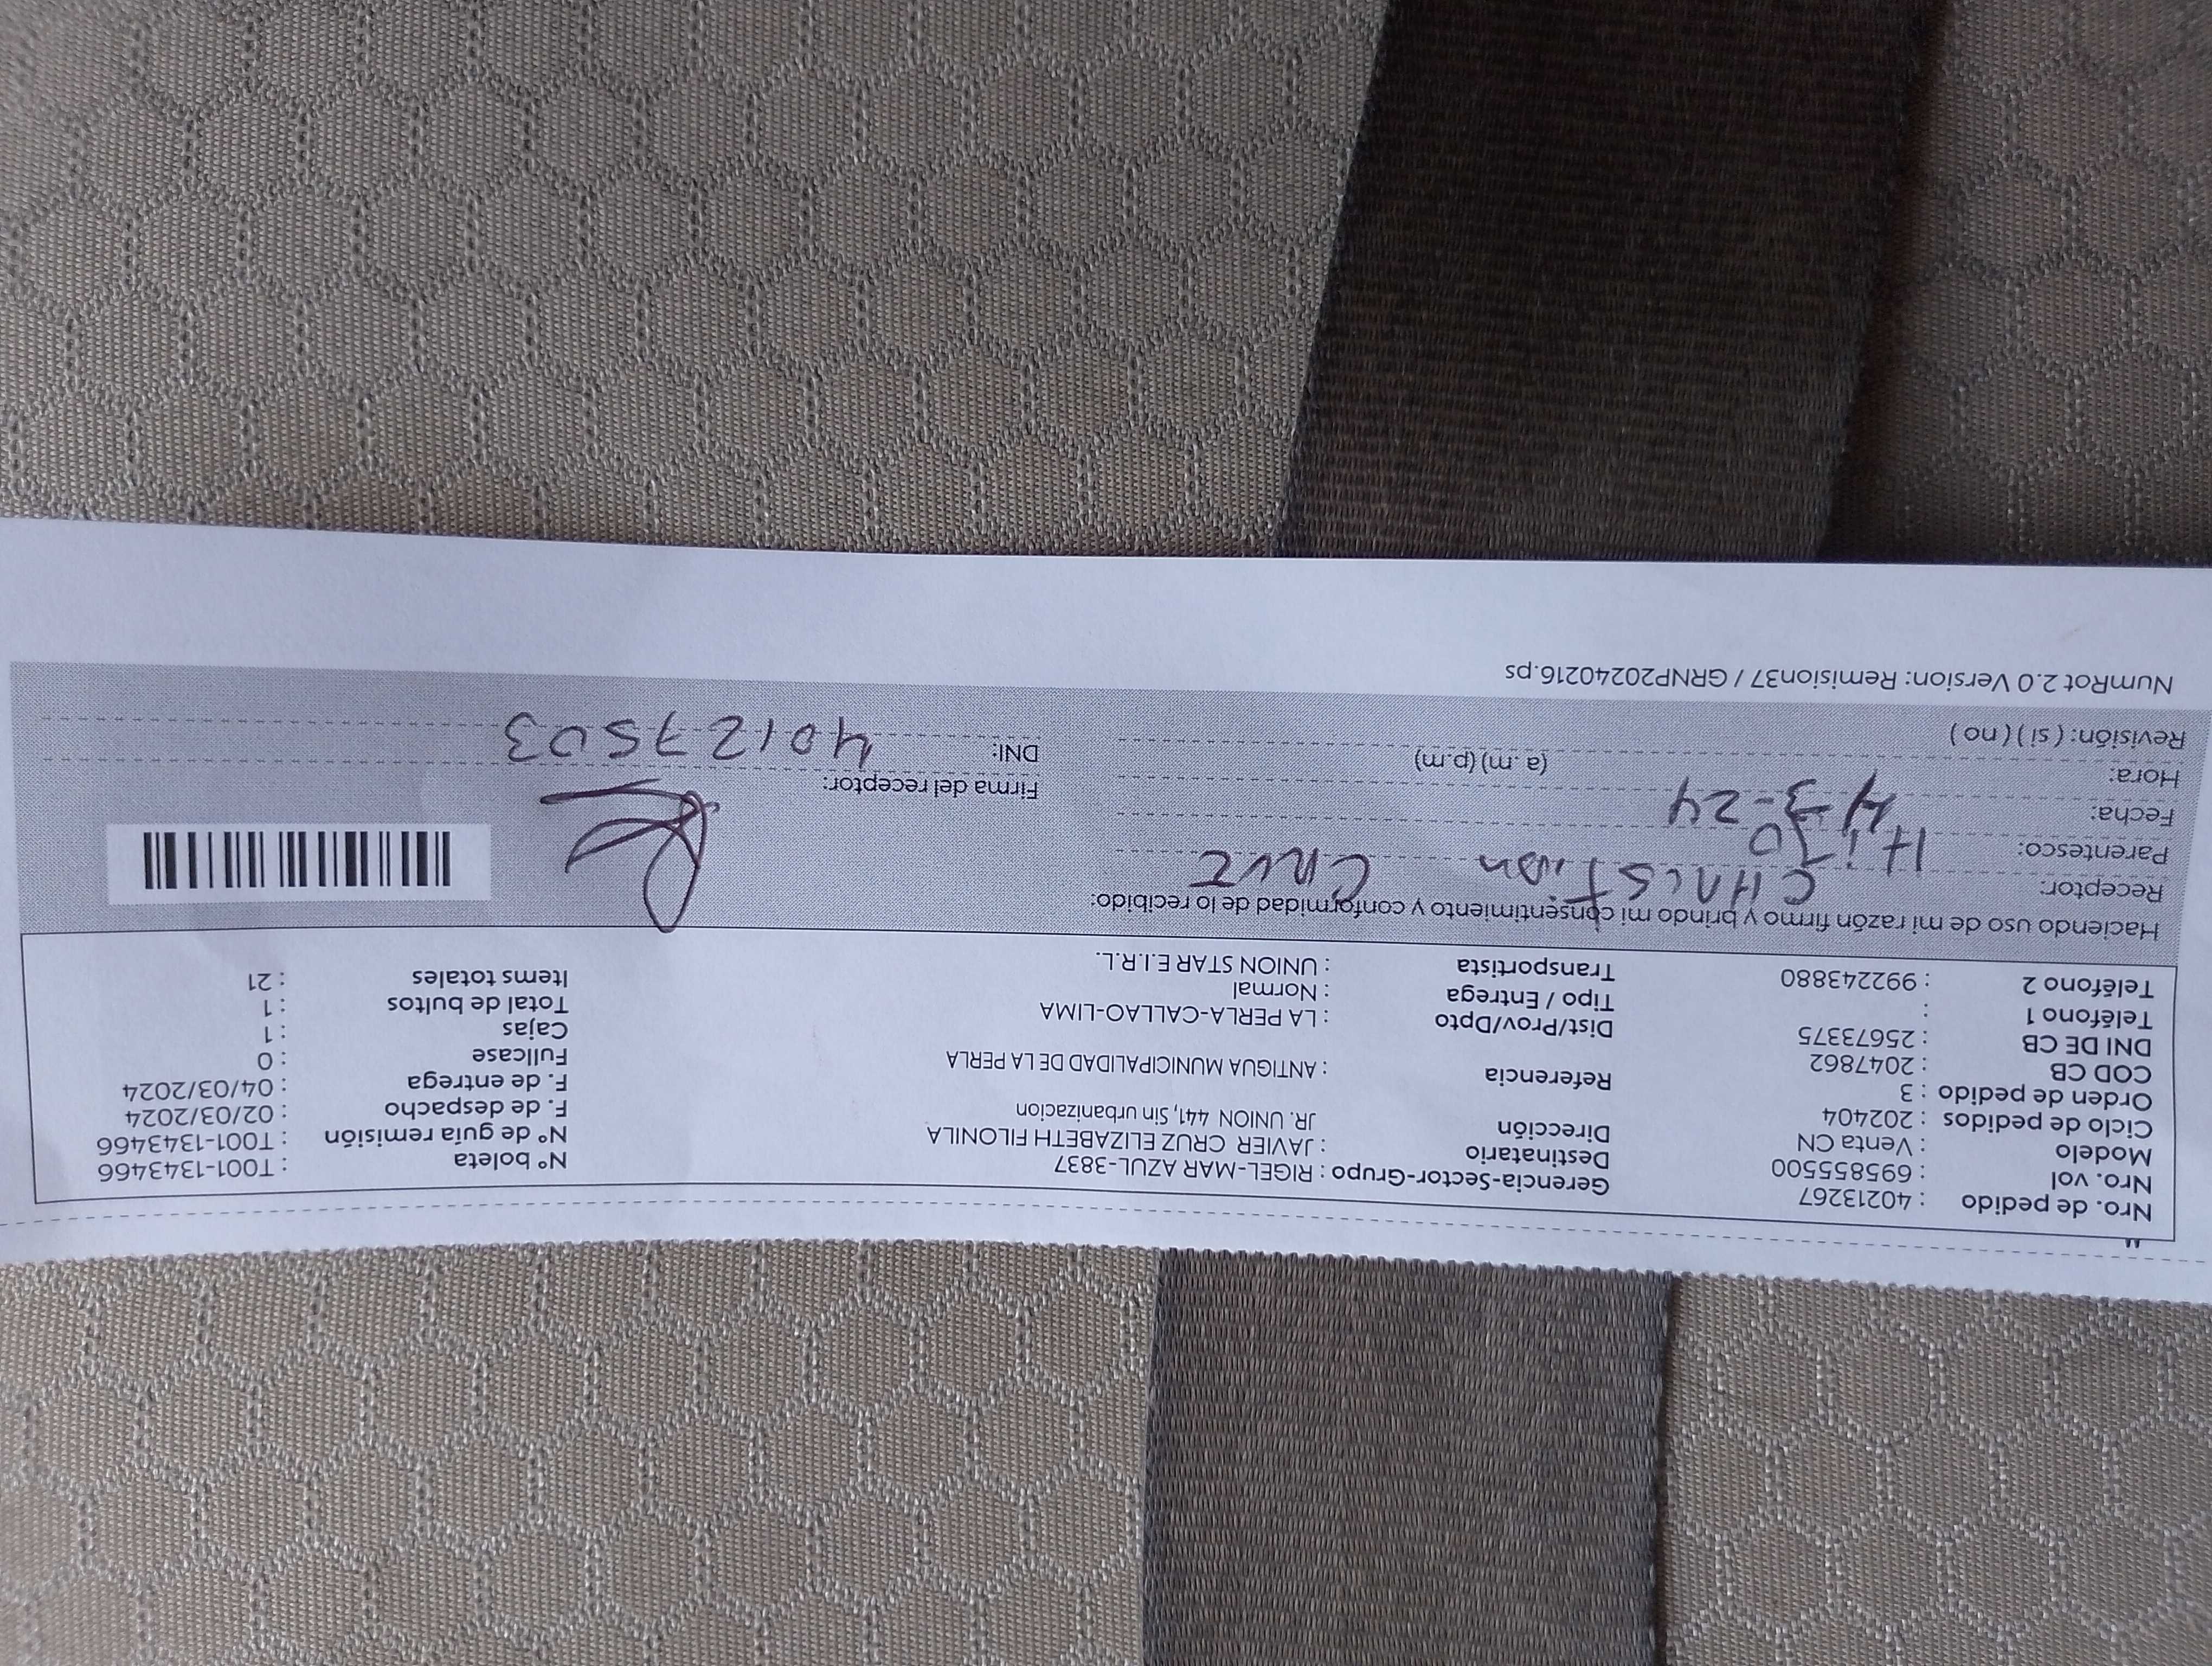 Nro. de pedido : 40213267
Nro. vol : 695855500
Modelo : Venta CN
Ciclo de pedidos : 202404
Orden de pedido : 3
COD CB : 2047862
DNI DE CB : 25673375
Teléfono 1 :
Teléfono 2 : 992243880
Gerencia-Sector-Grupo : RIGEL-MAR AZUL-3837
Destinatario : JAVIER CRUZ ELIZABETH FILONILA
Dirección JR. UNION 441, Sin urbanizacion
Referencia : ANTIGUA MUNICIPALIDAD DE LA PERLA
Dist/Prov/Dpto : LA PERLA-CALLAO-LIMA
Tipo / Entrega : Normal
Transportista : UNION STAR E.I.R.L.
N° boleta : T001-1343466
N° de guía remisión : T001-1343466
F. de despacho : 02/03/2024
F. de entrega : 04/03/2024
Fullcase : 0
Cajas : 1
Total de bultos : 1
Items totales : 21
Haciendo uso de mi razón firmo y brindo mi consentimiento y conformidad de lo recibido:
Receptor: CHRISTIAN CRUZ
Parentesco: HiJO
Fecha: 4-3-24
Hora: (a.m) (p.m)
Revisión: ( si ) ( no )
Firma del receptor:
DNI: 40127503
NumRot 2.0 Version: Remision37 / GRNP20240216.ps